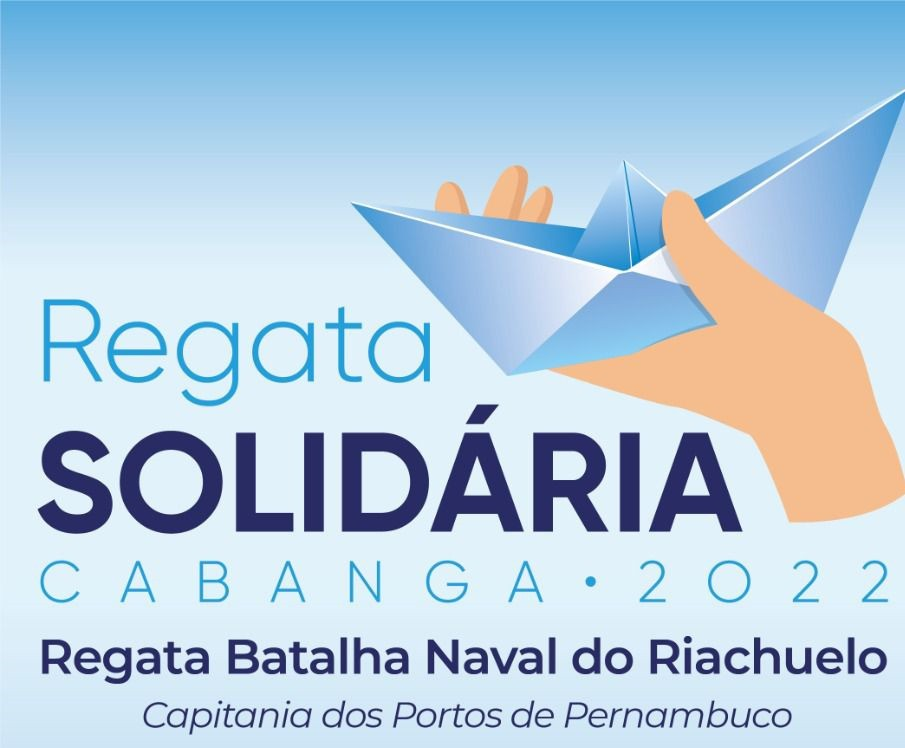 Regata
SOLIDÁRIA
CABANGA • 2022
Regata Batalha Naval do Riachuelo
Capitania dos Portos de Pernambuco